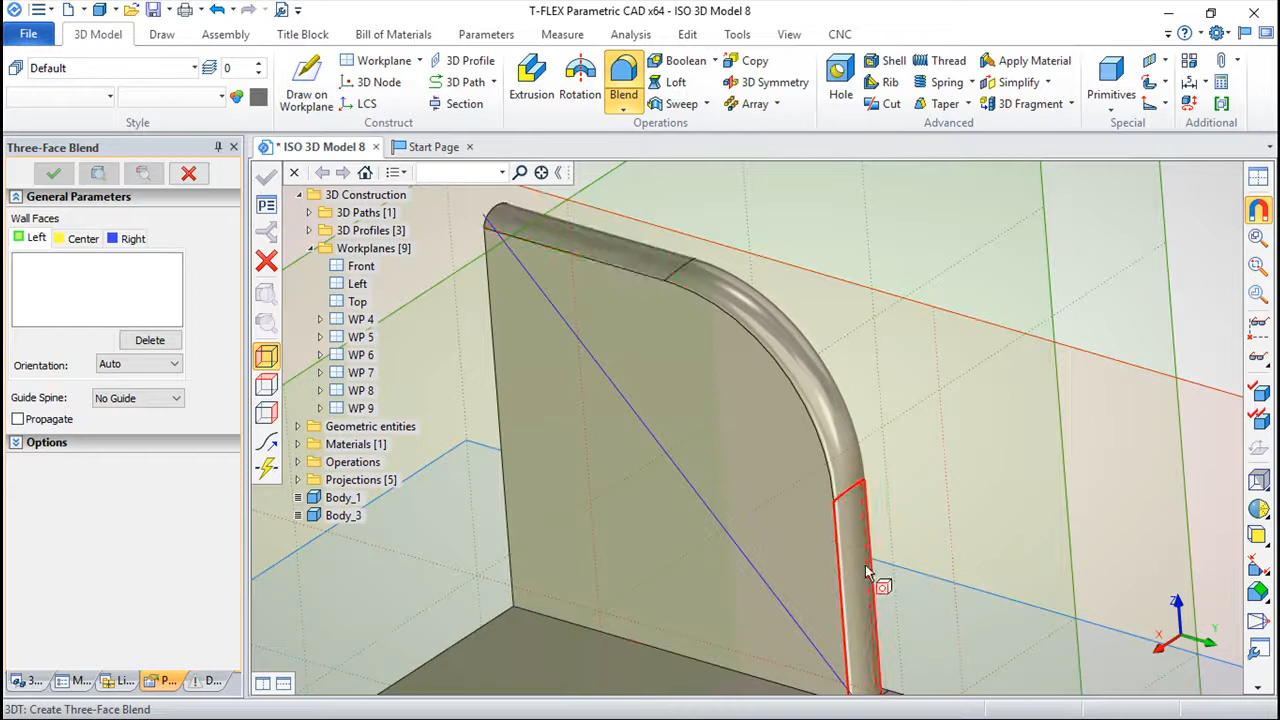 T-FLEX Parametric CAD x64 - ISO 3D Model 8
File 3D Model Draw Assembly Title Block Bill of Materials Parameters Measure Analysis Edit Tools View CNC
Default 0
Style
Draw on Workplane
Workplane
3D Node
LCS
3D Profile
3D Path
Section
Construct
Extrusion
Rotation
Blend
Boolean
Loft
Sweep
Copy
3D Symmetry
Array
Operations
Hole
Shell
Rib
Cut
Thread
Spring
Taper
Apply Material
Simplify
3D Fragment
Advanced
Primitives
Special
Additional
Three-Face Blend
* ISO 3D Model 8
Start Page
General Parameters
Wall Faces
Left Center Right
Delete
Orientation: Auto
Guide Spine: No Guide
Propagate
Options
3D Construction
3D Paths [1]
3D Profiles [3]
Workplanes [9]
Front
Left
Top
WP 4
WP 5
WP 6
WP 7
WP 8
WP 9
Geometric entities
Materials [1]
Operations
Projections [5]
Body_1
Body_3
PE
Z
X
Y
3... M... Li... P... D...
3DT: Create Three-Face Blend